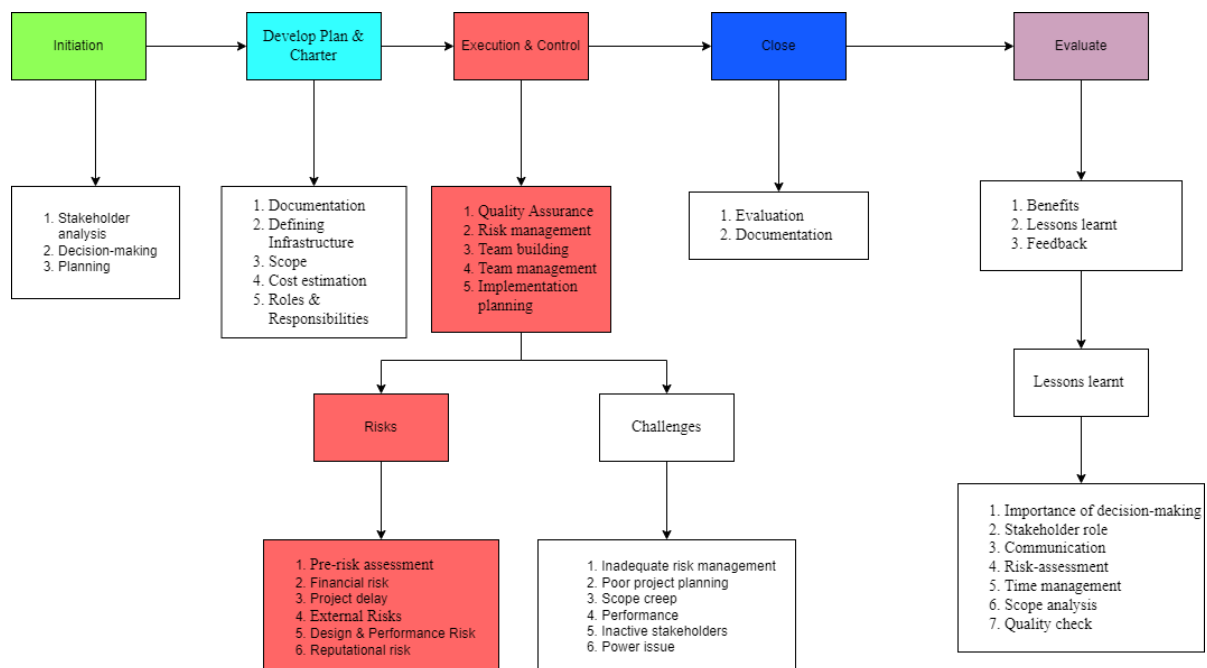 Initiation
Develop Plan &
Charter
Execution & Control
Close
Evaluate
1. Stakeholder
analysis
2. Decision-making
3. Planning
1. Documentation
2. Defining
Infrastructure
3. Scope
4. Cost estimation
5. Roles &
Responsibilities
1. Quality Assurance
2. Risk management
3. Team building
4. Team management
5. Implementation
planning
1. Evaluation
2. Documentation
1. Benefits
2. Lessons learnt
3. Feedback
Risks
Challenges
Lessons learnt
1. Pre-risk assessment
2. Financial risk
3. Project delay
4. External Risks
5. Design & Performance Risk
6. Reputational risk
1. Inadequate risk management
2. Poor project planning
3. Scope creep
4. Performance
5. Inactive stakeholders
6. Power issue
1. Importance of decision-making
2. Stakeholder role
3. Communication
4. Risk-assessment
5. Time management
6. Scope analysis
7. Quality check